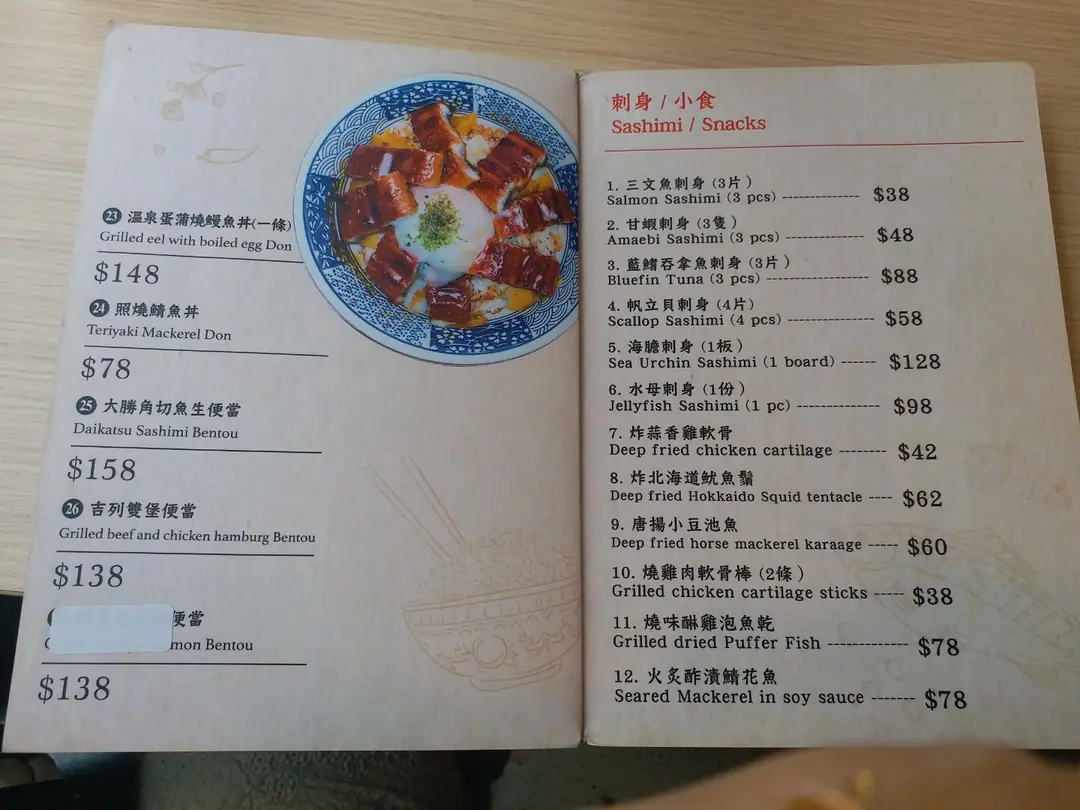 23 溫泉蛋蒲燒鰻魚丼(一條)
Grilled eel with boiled egg Don
$148
24 照燒鯖魚丼
Teriyaki Mackerel Don
$78
25 大勝角切魚生便當
Daikatsu Sashimi Bentou
$158
26 吉列雙堡便當
Grilled beef and chicken hamburg Bentou
$138
便當
mon Bentou
$138
刺身 / 小食
Sashimi / Snacks
1. 三文魚刺身 (3片)
Salmon Sashimi (3 pcs) -------------- $38
2. 甘蝦刺身 (3隻)
Amaebi Sashimi (3 pcs) -------------- $48
3. 藍鰭吞拿魚刺身 (3片)
Bluefin Tuna (3 pcs) ------------------ $88
4. 帆立貝刺身 (4片)
Scallop Sashimi (4 pcs) --------------- $58
5. 海膽刺身 (1板)
Sea Urchin Sashimi (1 board) ------ $128
6. 水母刺身 (1份)
Jellyfish Sashimi (1 pc) -------------- $98
7. 炸蒜香雞軟骨
Deep fried chicken cartilage -------- $42
8. 炸北海道魷魚鬚
Deep fried Hokkaido Squid tentacle ---- $62
9. 唐揚小豆池魚
Deep fried horse mackerel karaage ----- $60
10. 燒雞肉軟骨棒 (2條)
Grilled chicken cartilage sticks ----- $38
11. 燒味醂雞泡魚乾
Grilled dried Puffer Fish ------------- $78
12. 火炙酢漬鯖花魚
Seared Mackerel in soy sauce ------- $78